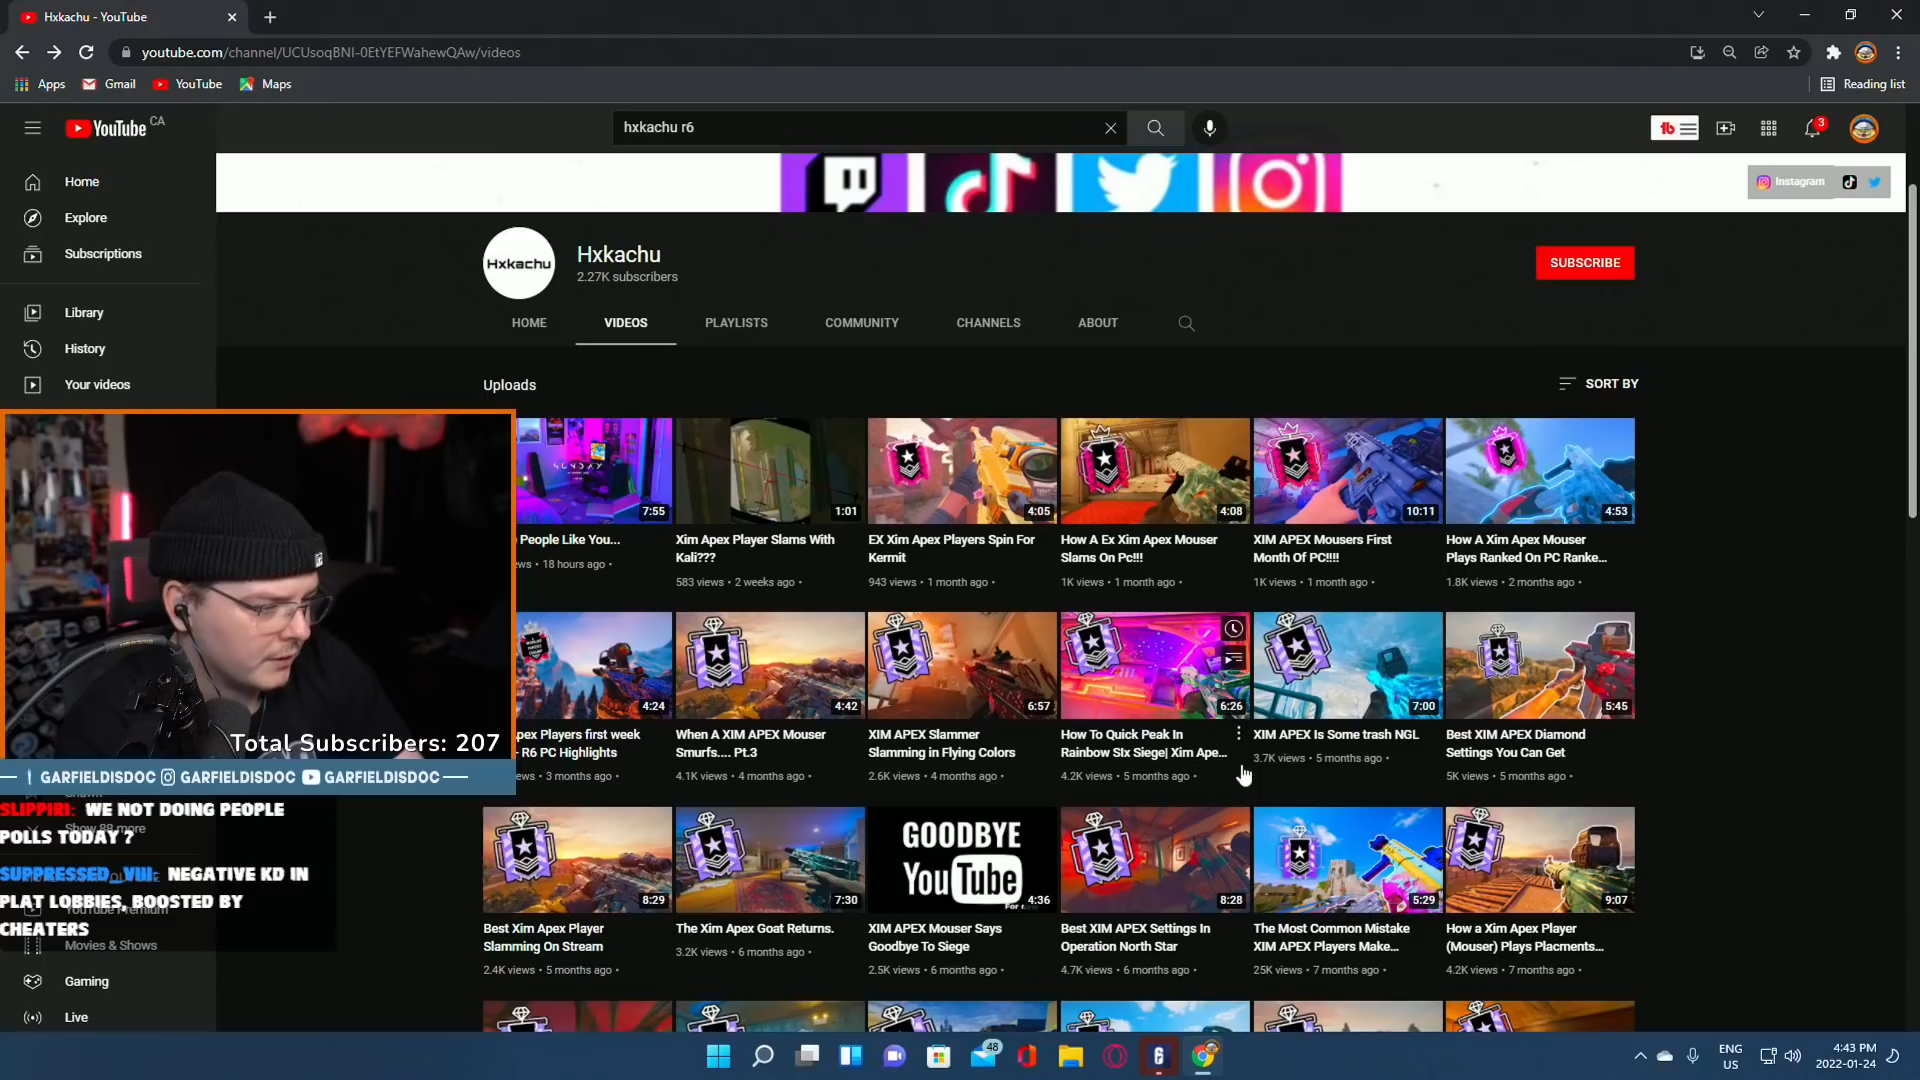 Hxkachu - YouTube
youtube.com/channel/UCUsoqBNI-0EtYEFWahewQAw/videos
Apps
Gmail
YouTube
Maps
Reading list
YouTube CA
hxkachu r6
3
Home
Explore
Subscriptions
Library
History
Your videos
Instagram
Hxkachu
Hxkachu
2.27K subscribers
SUBSCRIBE
HOME
VIDEOS
PLAYLISTS
COMMUNITY
CHANNELS
ABOUT
Uploads
SORT BY
SUNDAY
7:55
1:01
4:05
4:08
10:11
4:53
People Like You...
ws • 18 hours ago •
Xim Apex Player Slams With
Kali???
583 views • 2 weeks ago •
EX Xim Apex Players Spin For
Kermit
943 views • 1 month ago •
How A Ex Xim Apex Mouser
Slams On Pc!!!
1K views • 1 month ago •
XIM APEX Mousers First
Month Of PC!!!!
1K views • 1 month ago •
How A Xim Apex Mouser
Plays Ranked On PC Ranke...
1.8K views • 2 months ago •
4:24
4:42
6:57
6:26
7:00
5:45
pex Players first week
- R6 PC Highlights
ws • 3 months ago •
When A XIM APEX Mouser
Smurfs.... Pt.3
4.1K views • 4 months ago •
XIM APEX Slammer
Slamming in Flying Colors
2.6K views • 4 months ago •
How To Quick Peak In
Rainbow SIx Siege| Xim Ape...
4.2K views • 5 months ago •
XIM APEX Is Some trash NGL
3.7K views • 5 months ago •
Best XIM APEX Diamond
Settings You Can Get
5K views • 5 months ago •
Total Subscribers: 207
GARFIELDISDOC
GARFIELDISDOC
GARFIELDISDOC
SLIPPIRI: WE NOT DOING PEOPLE
POLLS TODAY ?
SUPPRESSED_VIII: NEGATIVE KD IN
PLAT LOBBIES, BOOSTED BY
CHEATERS
Show 88 more
YouTube Premium
Movies & Shows
Gaming
Live
8:29
7:30
GOODBYE
YouTube
4:36
8:28
5:29
9:07
Best Xim Apex Player
Slamming On Stream
2.4K views • 5 months ago •
The Xim Apex Goat Returns.
3.2K views • 6 months ago •
XIM APEX Mouser Says
Goodbye To Siege
2.5K views • 6 months ago •
Best XIM APEX Settings In
Operation North Star
4.7K views • 6 months ago •
The Most Common Mistake
XIM APEX Players Make...
25K views • 7 months ago •
How a Xim Apex Player
(Mouser) Plays Placments...
4.2K views • 7 months ago •
48
ENG
US
4:43 PM
2022-01-24